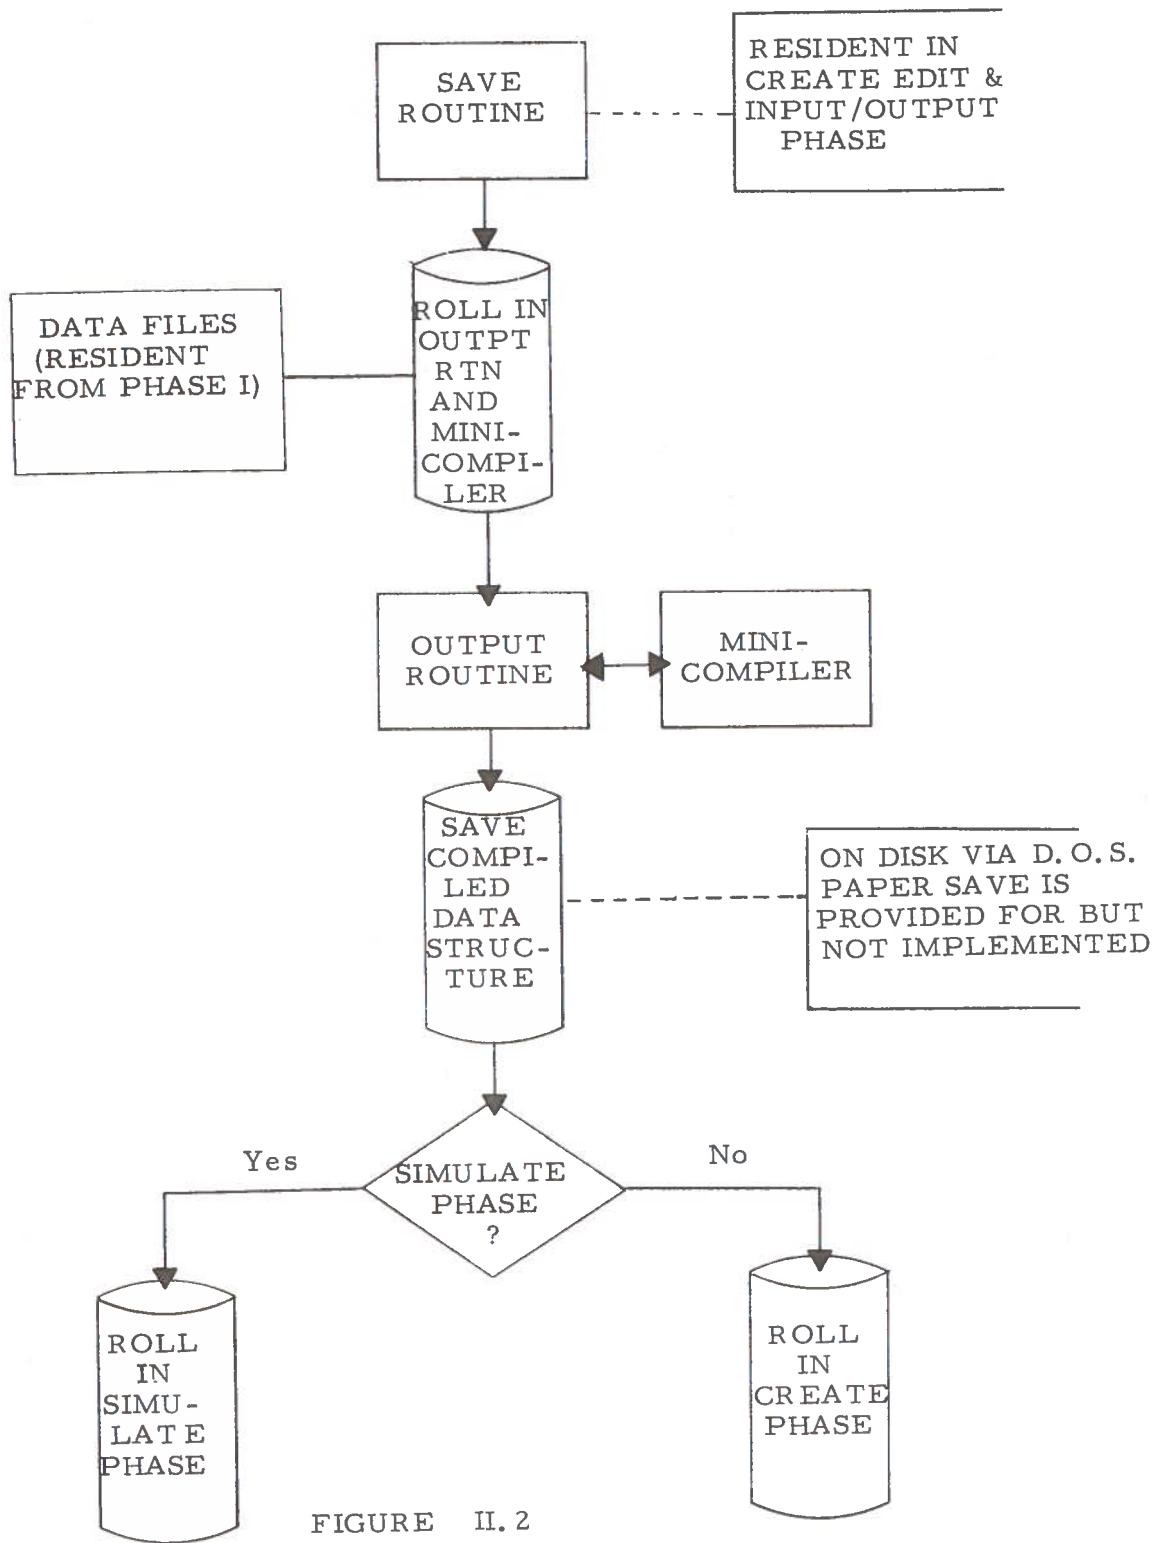 SAVE
ROUTINE
RESIDENT IN
CREATE EDIT &
INPUT/OUTPUT
PHASE
DATA FILES
(RESIDENT
FROM PHASE I)
ROLL IN
OUTPT
RTN
AND
MINI-
COMPI-
LER
OUTPUT
ROUTINE
MINI-
COMPILER
SAVE
COMPI-
LED
DATA
STRUC-
TURE
ON DISK VIA D.O.S.
PAPER SAVE IS
PROVIDED FOR BUT
NOT IMPLEMENTED
Yes
SIMULATE
PHASE
?
No
ROLL
IN
SIMU-
LATE
PHASE
ROLL
IN
CREATE
PHASE
FIGURE II.2